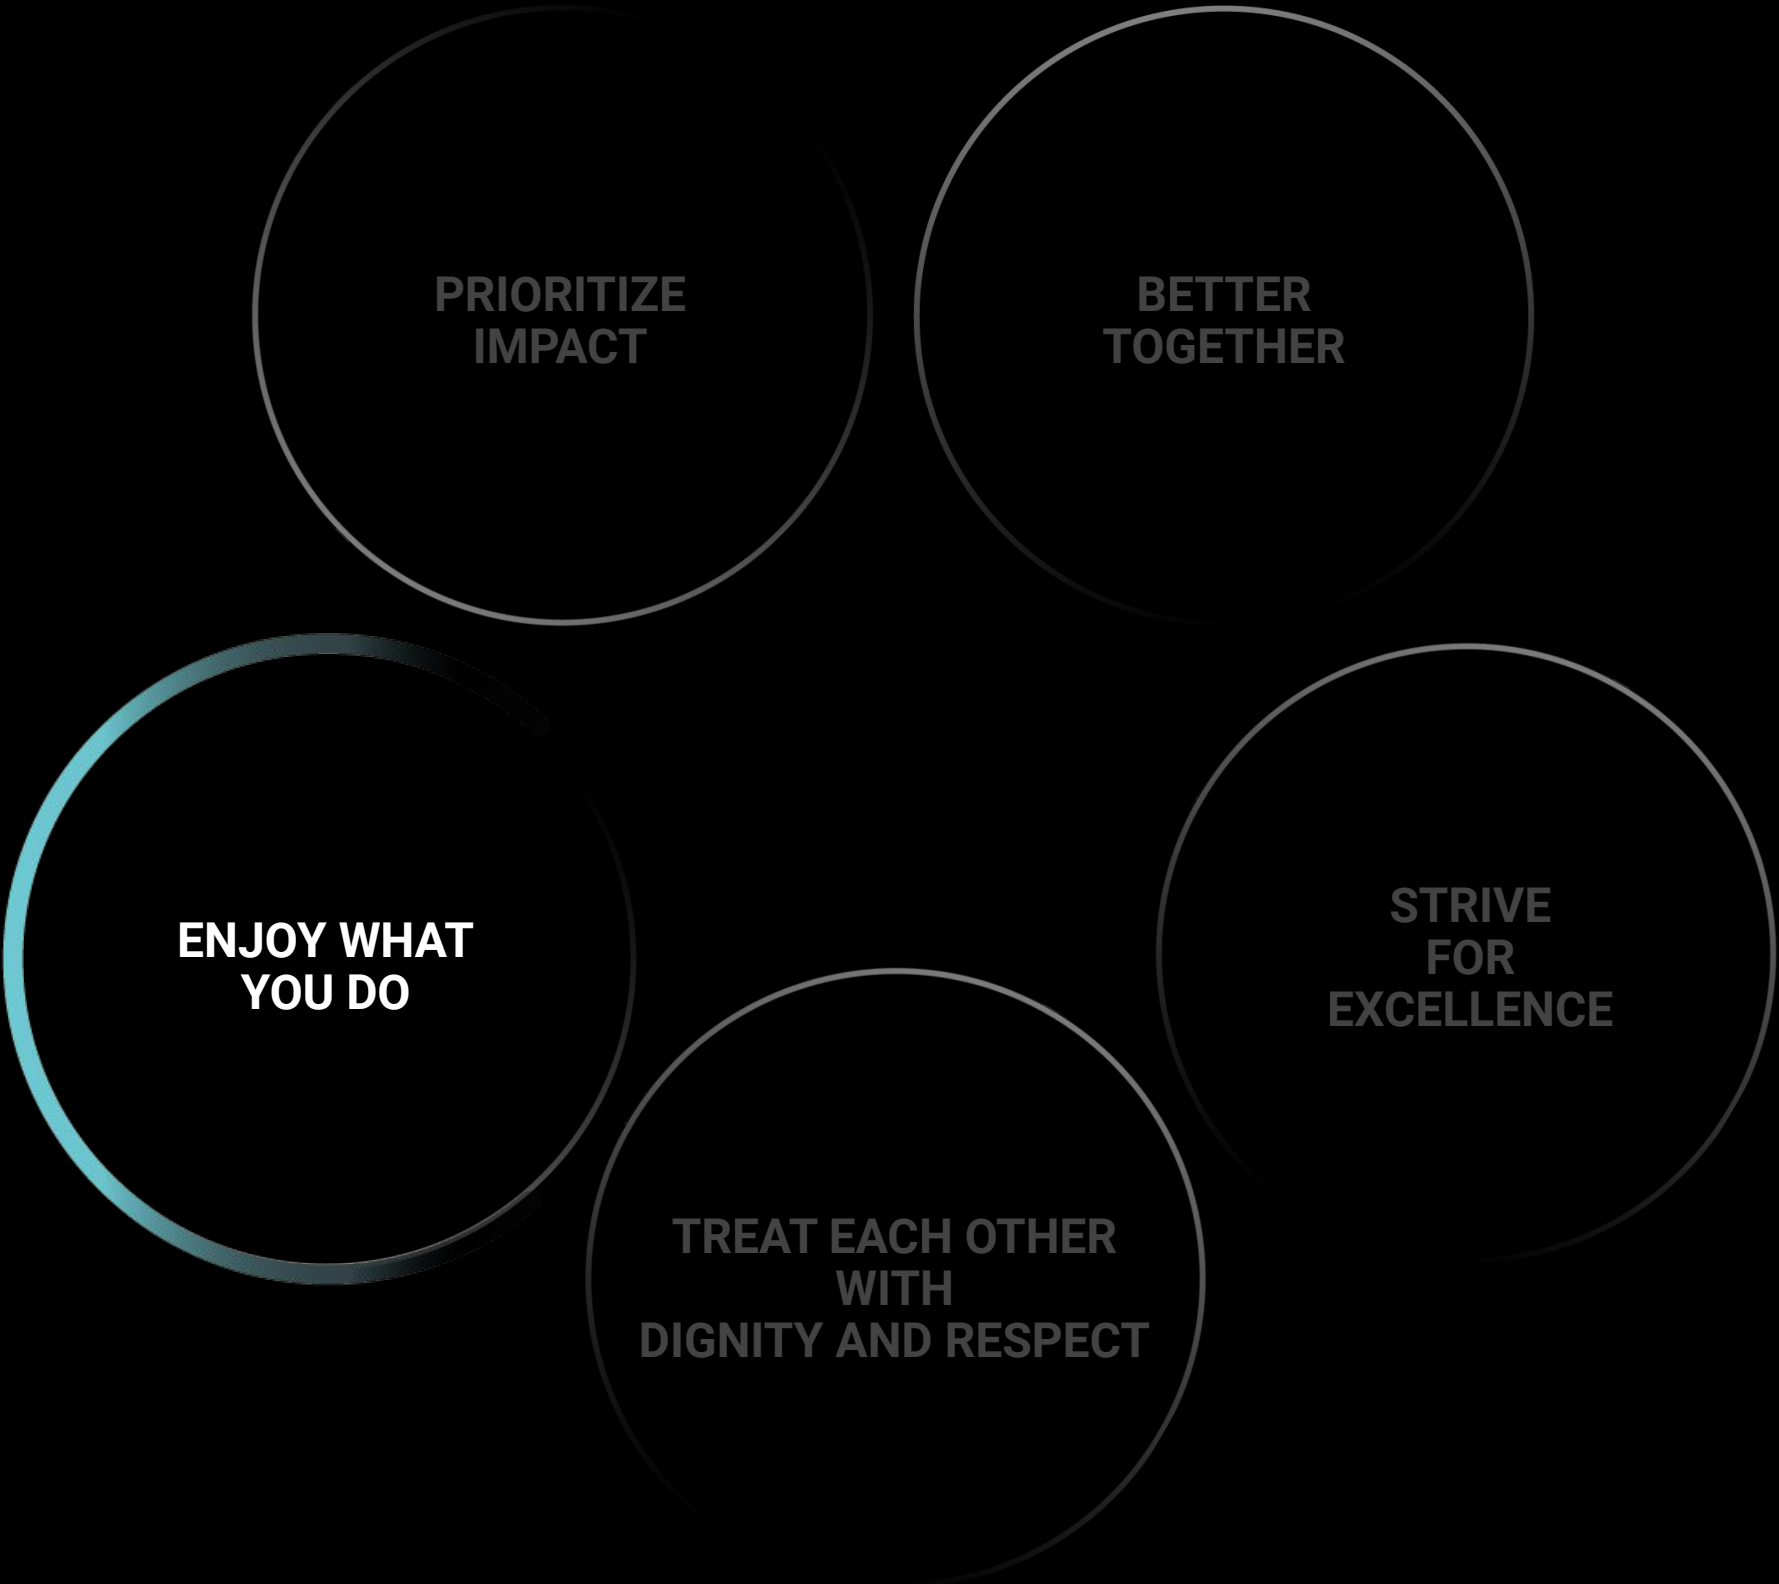 PRIORITIZE
IMPACT
BETTER
TOGETHER
ENJOY WHAT
YOU DO
STRIVE
FOR
EXCELLENCE
TREAT EACH OTHER
WITH
DIGNITY AND RESPECT